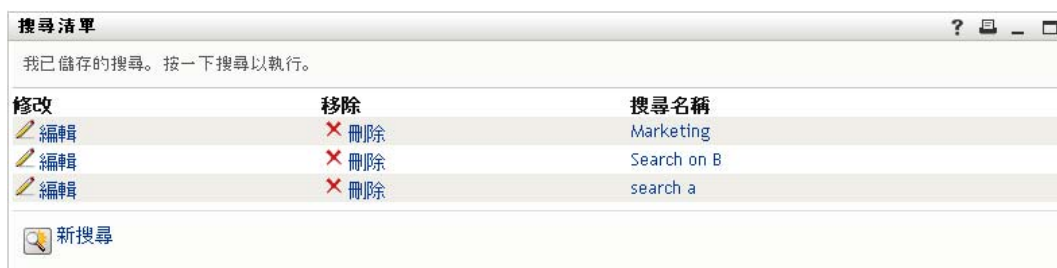 搜尋清單 ?
我已儲存的搜尋。按一下搜尋以執行。
修改 移除 搜尋名稱
編輯 刪除 Marketing
編輯 刪除 Search on B
編輯 刪除 search a
新搜尋